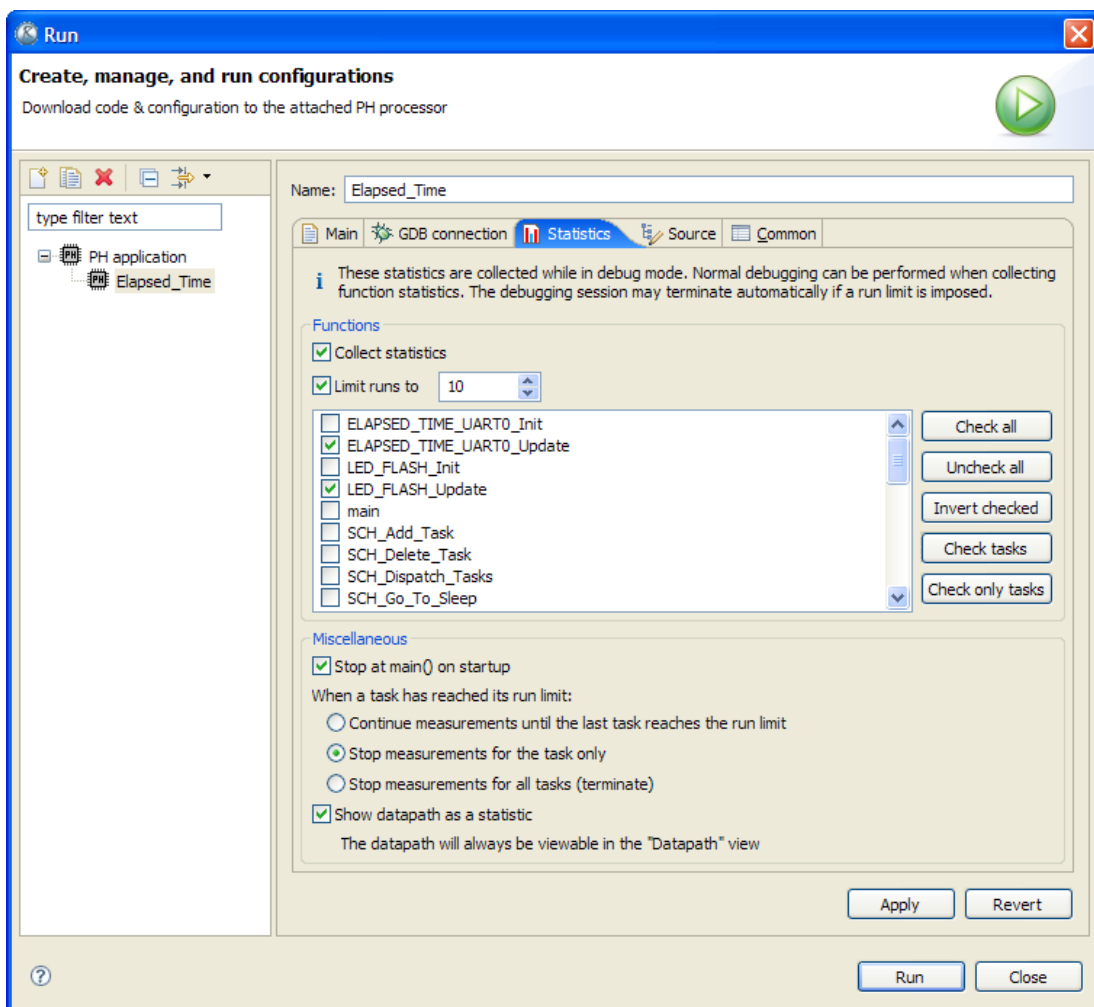 Run
Create, manage, and run configurations
Download code & configuration to the attached PH processor
type filter text
PH application
Elapsed_Time
Name: Elapsed_Time
Main GDB connection Statistics Source Common
These statistics are collected while in debug mode. Normal debugging can be performed when collecting
function statistics. The debugging session may terminate automatically if a run limit is imposed.
Functions
Collect statistics
Limit runs to 10
ELAPSED_TIME_UART0_Init
ELAPSED_TIME_UART0_Update
LED_FLASH_Init
LED_FLASH_Update
main
SCH_Add_Task
SCH_Delete_Task
SCH_Dispatch_Tasks
SCH_Go_To_Sleep
Check all
Uncheck all
Invert checked
Check tasks
Check only tasks
Miscellaneous
Stop at main() on startup
When a task has reached its run limit:
Continue measurements until the last task reaches the run limit
Stop measurements for the task only
Stop measurements for all tasks (terminate)
Show datapath as a statistic
The datapath will always be viewable in the "Datapath" view
Apply Revert
Run Close